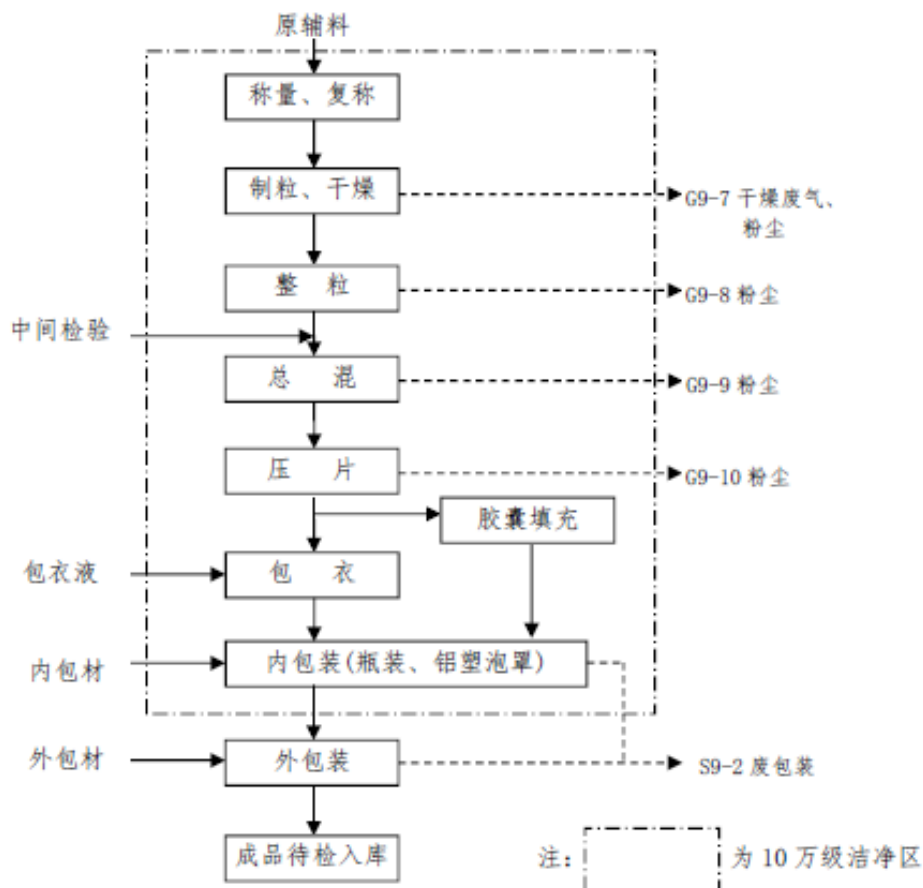 原辅料
称量、复称
制粒、干燥
G9-7 干燥废气、
粉尘
整 粒
G9-8 粉尘
中间检验
总 混
G9-9 粉尘
压 片
G9-10 粉尘
胶囊填充
包衣液
包 衣
内包材
内包装(瓶装、铝塑泡罩)
外包材
外包装
S9-2 废包装
成品待检入库
注：
为 10 万级洁净区